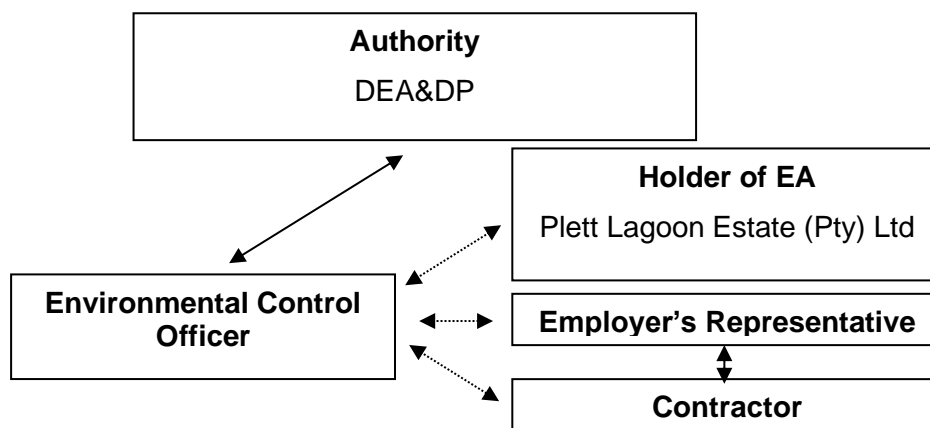 Authority
DEA&DP
Holder of EA
Plett Lagoon Estate (Pty) Ltd
Environmental Control
Officer
Employer's Representative
Contractor